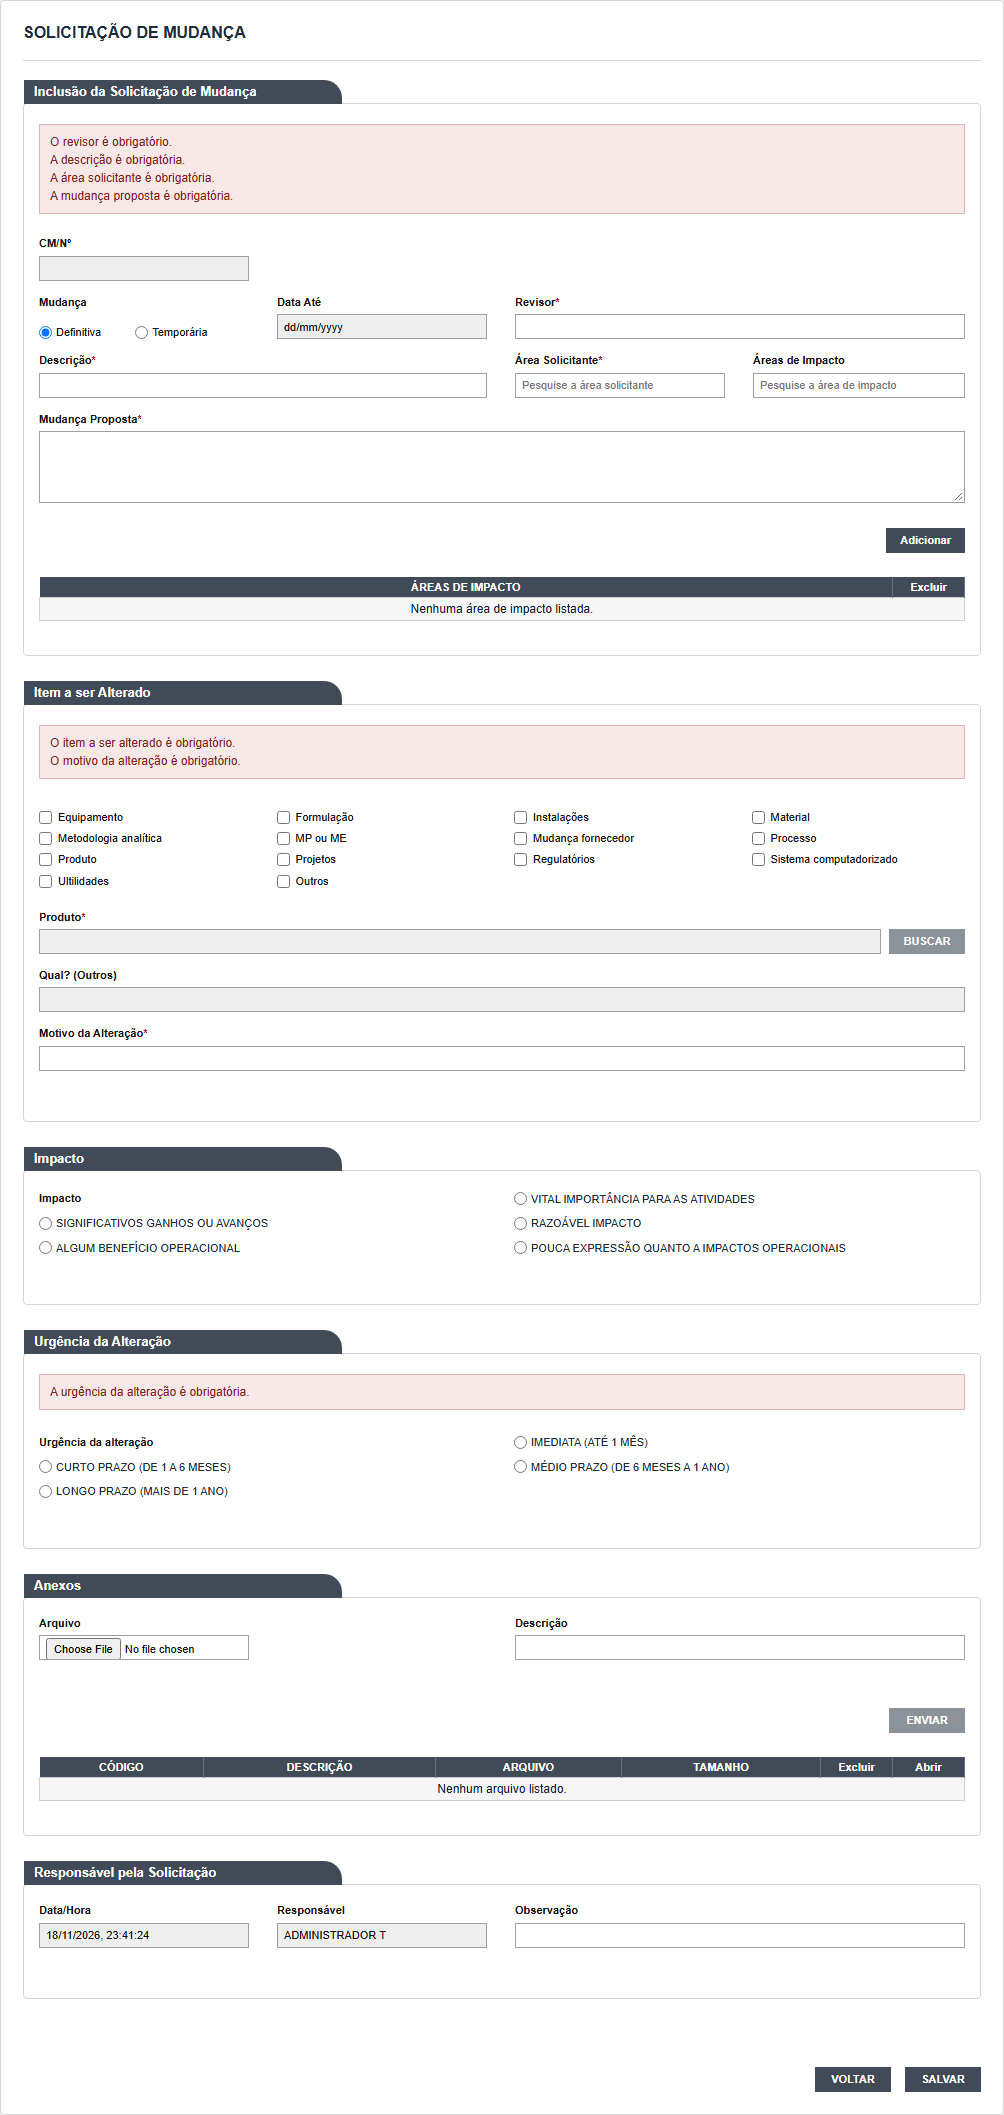 SOLICITAÇÃO DE MUDANÇA
Inclusão da Solicitação de Mudança
O revisor é obrigatório.
A descrição é obrigatória.
A área solicitante é obrigatória.
A mudança proposta é obrigatória.
CM/Nº
Mudança
Data Até
Revisor*
Definitiva
Temporária
dd/mm/yyyy
Descrição*
Área Solicitante*
Áreas de Impacto
Pesquise a área solicitante
Pesquise a área de impacto
Mudança Proposta*
Adicionar
ÁREAS DE IMPACTO Excluir
Nenhuma área de impacto listada.
Item a ser Alterado
O item a ser alterado é obrigatório.
O motivo da alteração é obrigatório.
Equipamento Formulação Instalações Material
Metodologia analítica MP ou ME Mudança fornecedor Processo
Produto Projetos Regulatórios Sistema computadorizado
Ultilidades Outros
Produto*
BUSCAR
Qual? (Outros)
Motivo da Alteração*
Impacto
Impacto VITAL IMPORTÂNCIA PARA AS ATIVIDADES
SIGNIFICATIVOS GANHOS OU AVANÇOS RAZOÁVEL IMPACTO
ALGUM BENEFÍCIO OPERACIONAL POUCA EXPRESSÃO QUANTO A IMPACTOS OPERACIONAIS
Urgência da Alteração
A urgência da alteração é obrigatória.
Urgência da alteração IMEDIATA (ATÉ 1 MÊS)
CURTO PRAZO (DE 1 A 6 MESES) MÉDIO PRAZO (DE 6 MESES A 1 ANO)
LONGO PRAZO (MAIS DE 1 ANO)
Anexos
Arquivo Descrição
Choose File No file chosen
ENVIAR
CÓDIGO DESCRIÇÃO ARQUIVO TAMANHO Excluir Abrir
Nenhum arquivo listado.
Responsável pela Solicitação
Data/Hora Responsável Observação
18/11/2026, 23:41:24 ADMINISTRADOR T
VOLTAR SALVAR